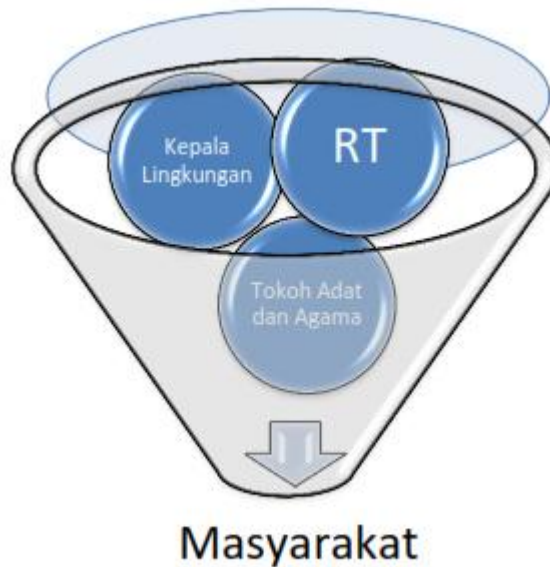 Kepala
Lingkungan
RT
Tokoh Adat
dan Agama
Masyarakat